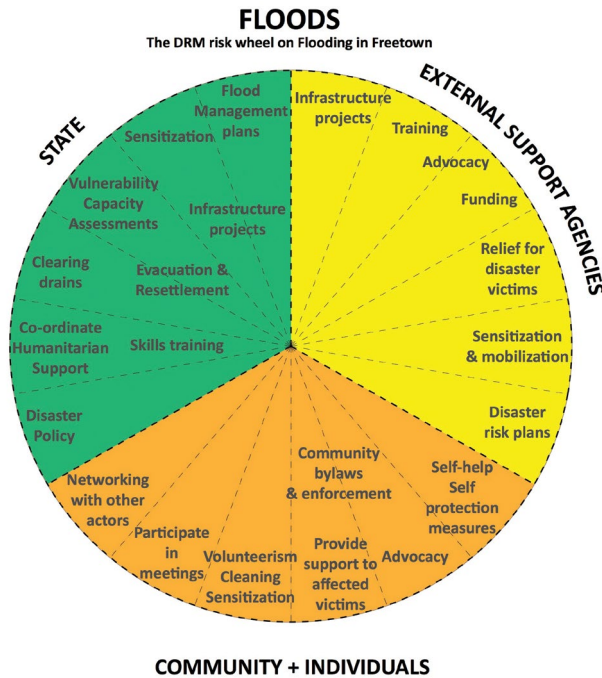 FLOODS
The DRM risk wheel on Flooding in Freetown
STATE
EXTERNAL SUPPORT AGENCIES
Flood
Management
plans
Sensitization
Vulnerability
Capacity
Assessments
Infrastructure
projects
Clearing
drains
Evacuation &
Resettlement
Co-ordinate
Humanitarian
Support
Skills training
Disaster
Policy
Infrastructure
projects
Training
Advocacy
Funding
Relief for
disaster
victims
Sensitization
& mobilization
Disaster
risk plans
Networking
with other
actors
Participate
in
meetings
Volunteerism
Cleaning
Sensitization
Community
bylaws
& enforcement
Provide
support to
affected
victims
Advocacy
Self-help
Self
protection
measures
COMMUNITY + INDIVIDUALS